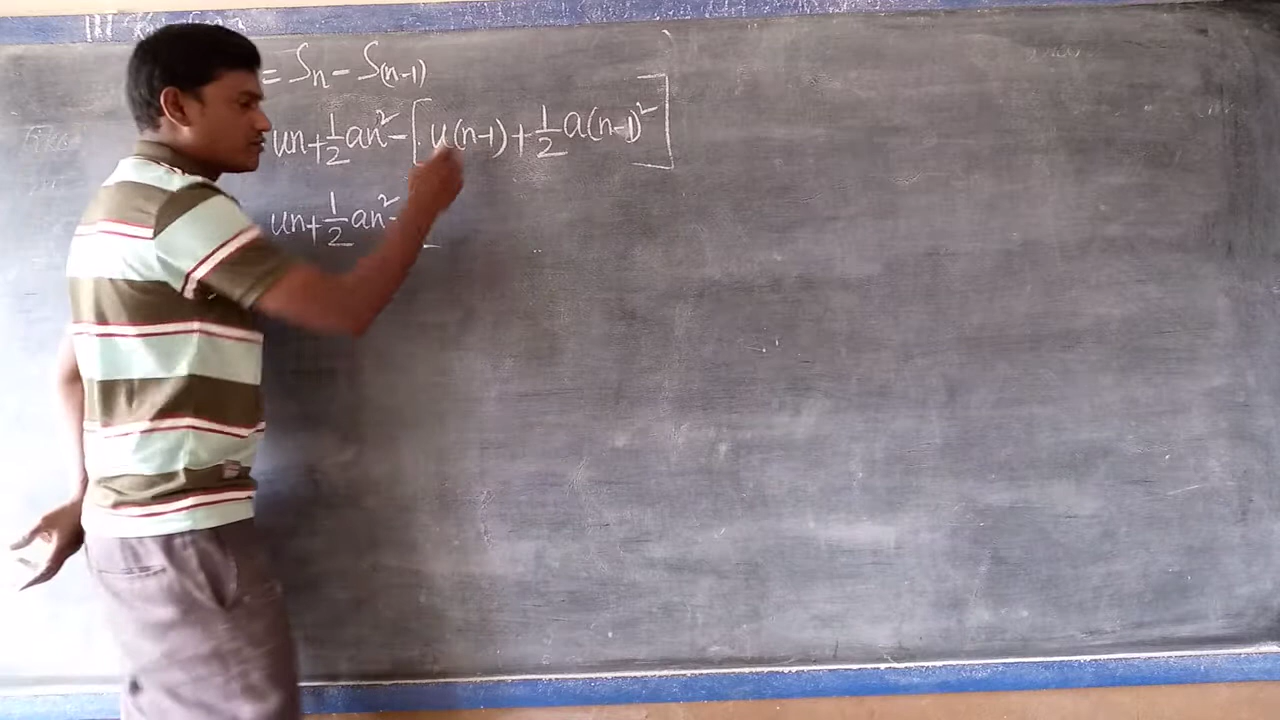 = Sn - S(n-1)
un + 1/2 an² - [u(n-1) + 1/2 a(n-1)²]
un + 1/2 an² -